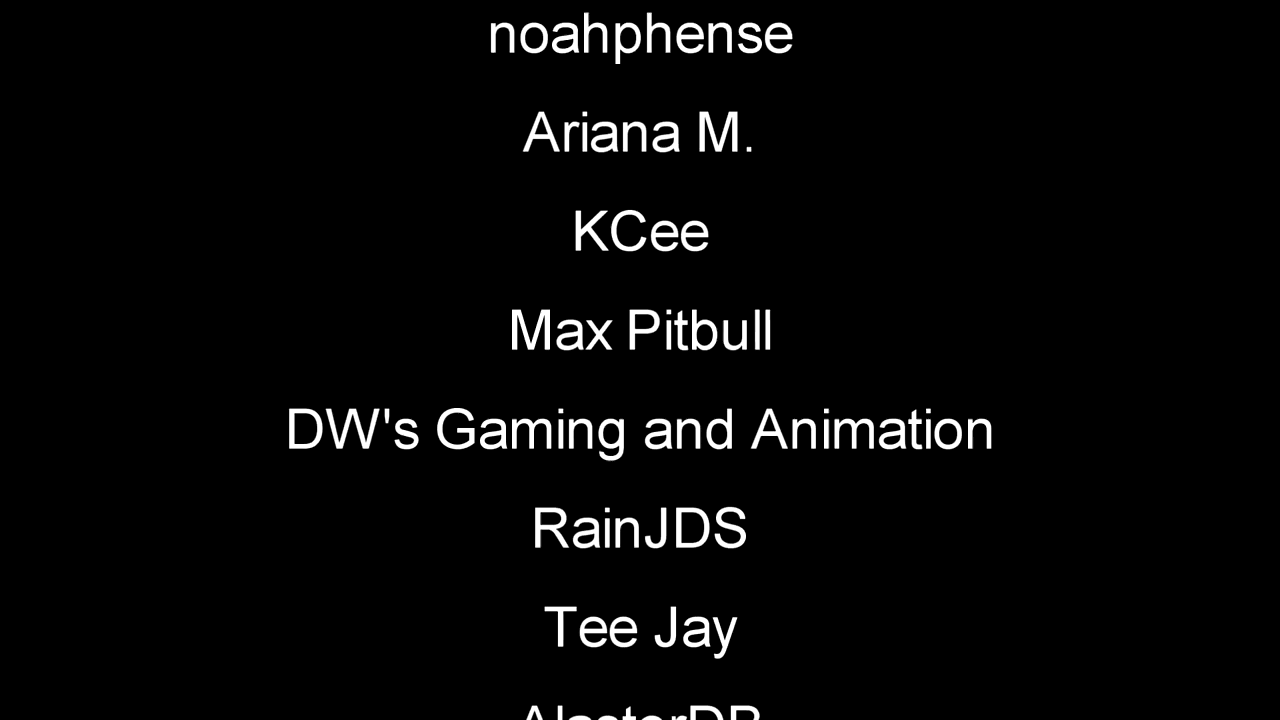 noahphense
Ariana M.
KCee
Max Pitbull
DW's Gaming and Animation
RainJDS
Tee Jay